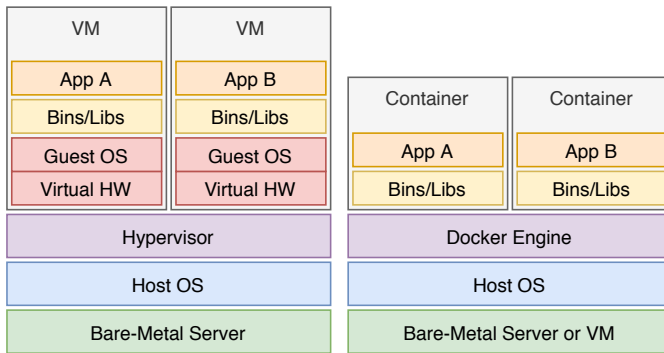 VM
App A
Bins/Libs
Guest OS
Virtual HW
VM
App B
Bins/Libs
Guest OS
Virtual HW
Hypervisor
Host OS
Bare-Metal Server
Container
App A
Bins/Libs
Container
App B
Bins/Libs
Docker Engine
Host OS
Bare-Metal Server or VM